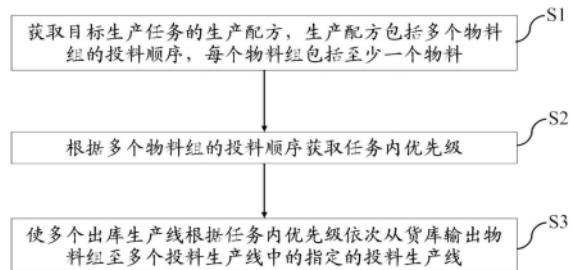 获取目标生产任务的生产配方，生产配方包括多个物料
组的投料顺序，每个物料组包括至少一个物料
S1
根据多个物料组的投料顺序获取任务内优先级
S2
使多个出库生产线根据任务内优先级依次从货库输出物
料组至多个投料生产线中的指定的投料生产线
S3